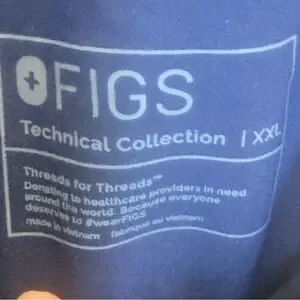 FIGS
Technical Collection | XXL
Threads for Threads™
Donating to healthcare providers in need
around the world. Because everyone
deserves to #wearFIGS
made in vietnam fabriqué au vietnam